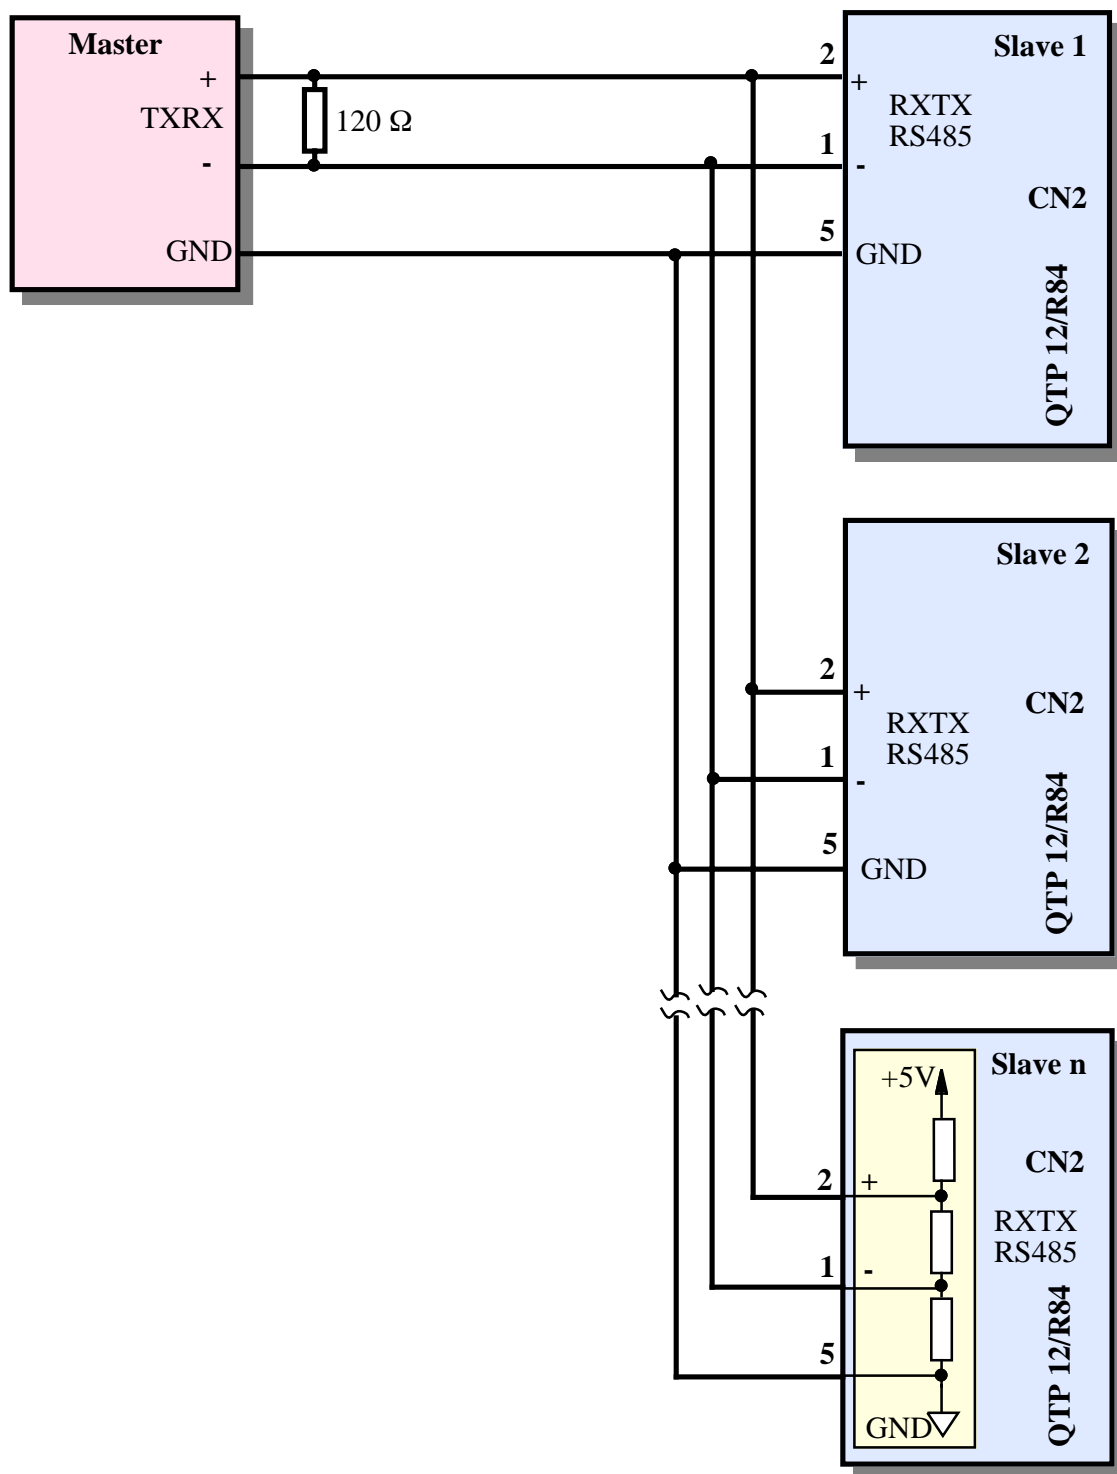 Master
+
TXRX
-
GND
120 Ω
2
1
5
Slave 1
+
RXTX
RS485
-
CN2
GND
QTP 12/R84
Slave 2
2
+
CN2
RXTX
RS485
1
-
5
GND
QTP 12/R84
Slave n
+5V
CN2
2
+
RXTX
RS485
1
-
5
GND
QTP 12/R84